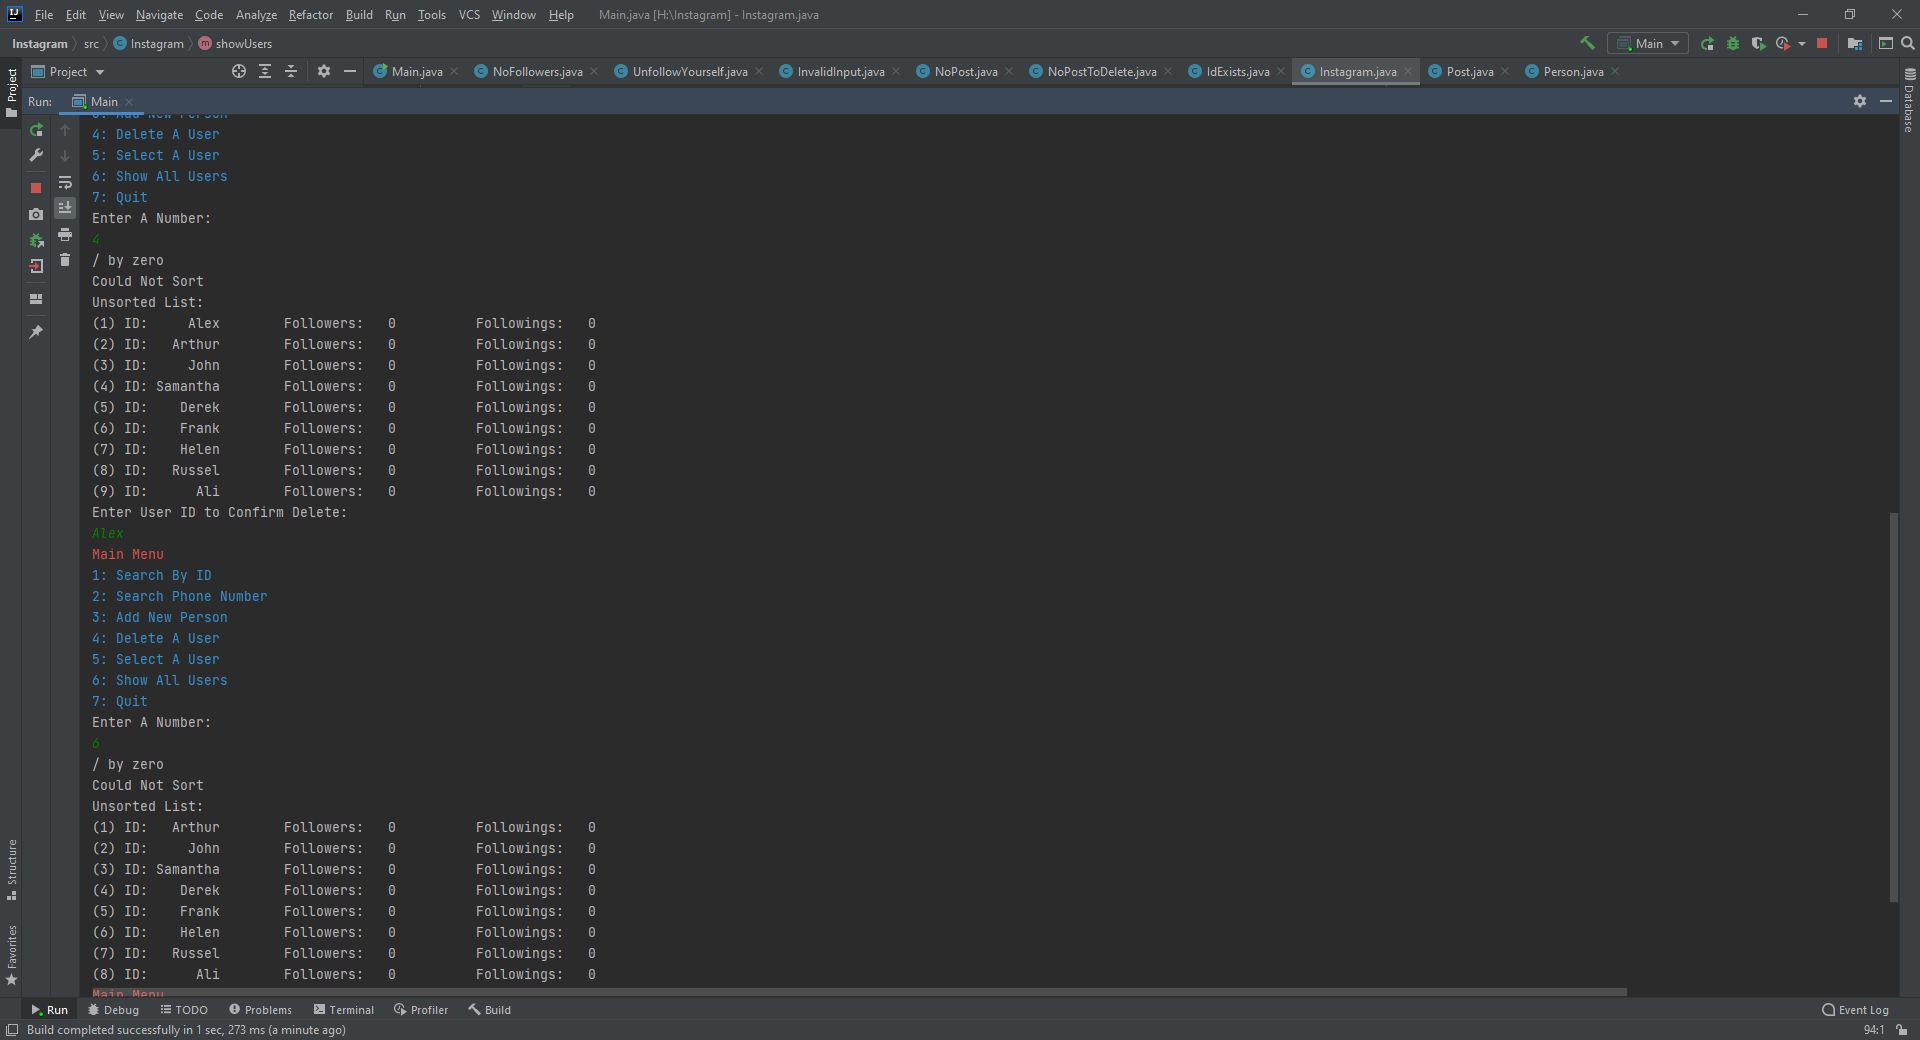 File Edit View Navigate Code Analyze Refactor Build Run Tools VCS Window Help Main.java [H:\Instagram] - Instagram.java
Instagram src Instagram showUsers Main
Project Main.java NoFollowers.java UnfollowYourself.java InvalidInput.java NoPost.java NoPostToDelete.java IdExists.java Instagram.java Post.java Person.java
Project
Database
Run: Main
3: Add New Person
4: Delete A User
5: Select A User
6: Show All Users
7: Quit
Enter A Number:
4
/ by zero
Could Not Sort
Unsorted List:
(1) ID: Alex Followers: 0 Followings: 0
(2) ID: Arthur Followers: 0 Followings: 0
(3) ID: John Followers: 0 Followings: 0
(4) ID: Samantha Followers: 0 Followings: 0
(5) ID: Derek Followers: 0 Followings: 0
(6) ID: Frank Followers: 0 Followings: 0
(7) ID: Helen Followers: 0 Followings: 0
(8) ID: Russel Followers: 0 Followings: 0
(9) ID: Ali Followers: 0 Followings: 0
Enter User ID to Confirm Delete:
Alex
Main Menu
1: Search By ID
2: Search Phone Number
3: Add New Person
4: Delete A User
5: Select A User
6: Show All Users
7: Quit
Enter A Number:
6
/ by zero
Could Not Sort
Unsorted List:
(1) ID: Arthur Followers: 0 Followings: 0
(2) ID: John Followers: 0 Followings: 0
(3) ID: Samantha Followers: 0 Followings: 0
(4) ID: Derek Followers: 0 Followings: 0
(5) ID: Frank Followers: 0 Followings: 0
(6) ID: Helen Followers: 0 Followings: 0
(7) ID: Russel Followers: 0 Followings: 0
(8) ID: Ali Followers: 0 Followings: 0
Main Menu
Structure
Favorites
Run Debug TODO Problems Terminal Profiler Build Event Log
Build completed successfully in 1 sec, 273 ms (a minute ago) 94:1